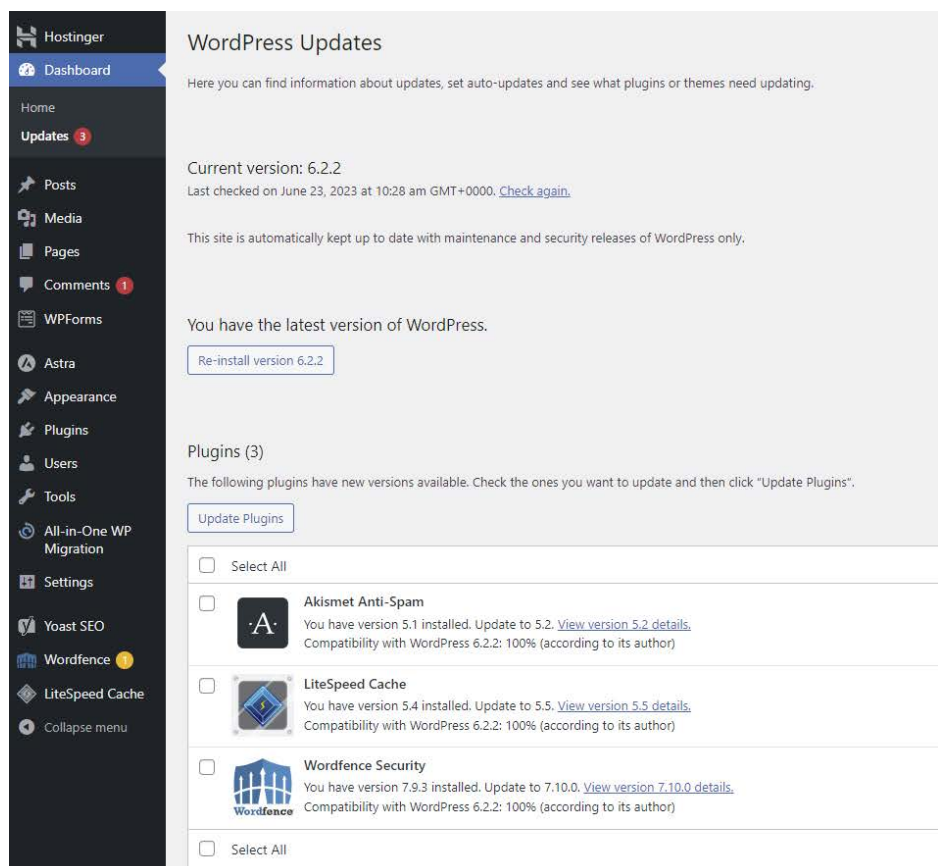 Hostinger
Dashboard
Home
Updates 3
Posts
Media
Pages
Comments 1
WPForms
Astra
Appearance
Plugins
Users
Tools
All-in-One WP
Migration
Settings
Yoast SEO
Wordfence 1
LiteSpeed Cache
Collapse menu
WordPress Updates
Here you can find information about updates, set auto-updates and see what plugins or themes need updating.
Current version: 6.2.2
Last checked on June 23, 2023 at 10:28 am GMT+0000. Check again.
This site is automatically kept up to date with maintenance and security releases of WordPress only.
You have the latest version of WordPress.
Re-install version 6.2.2
Plugins (3)
The following plugins have new versions available. Check the ones you want to update and then click “Update Plugins”.
Update Plugins
Select All
·A·
Akismet Anti-Spam
You have version 5.1 installed. Update to 5.2. View version 5.2 details.
Compatibility with WordPress 6.2.2: 100% (according to its author)
LiteSpeed Cache
You have version 5.4 installed. Update to 5.5. View version 5.5 details.
Compatibility with WordPress 6.2.2: 100% (according to its author)
Wordfence
Wordfence Security
You have version 7.9.3 installed. Update to 7.10.0. View version 7.10.0 details.
Compatibility with WordPress 6.2.2: 100% (according to its author)
Select All